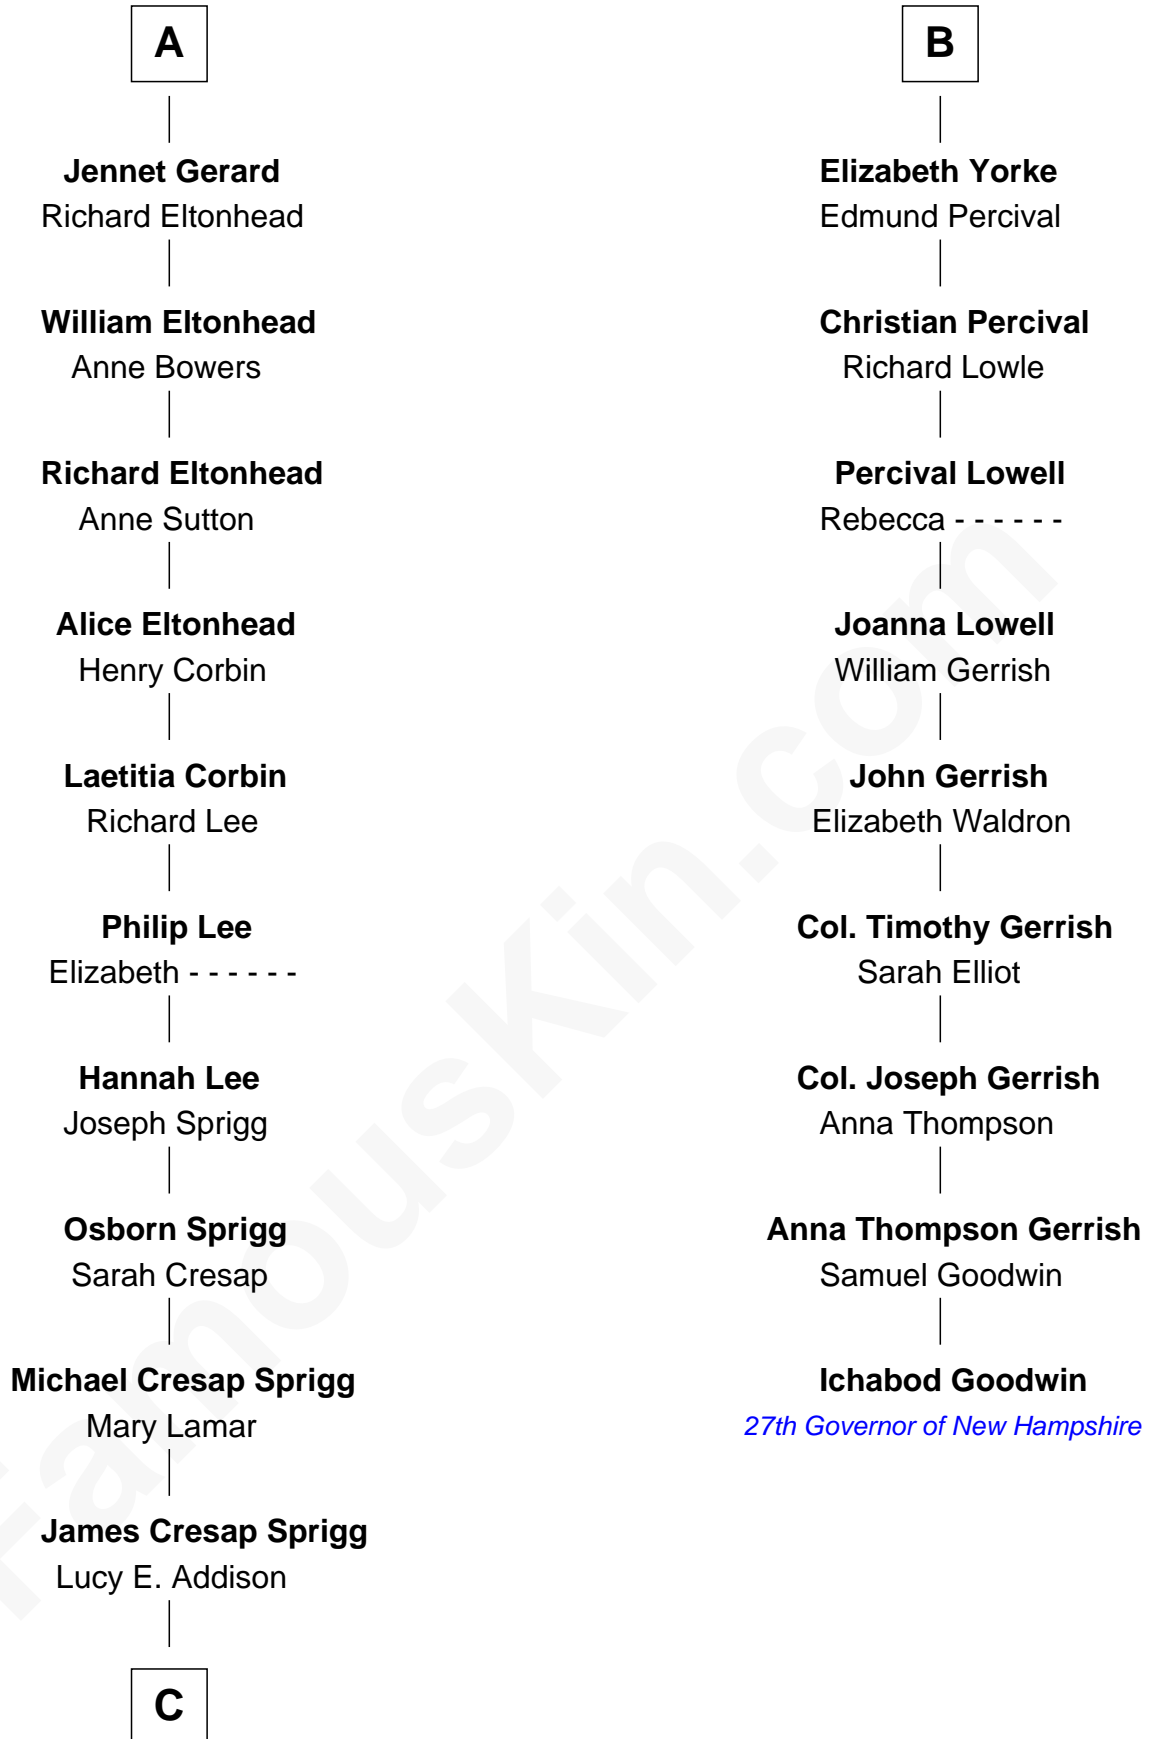 A
Jennet Gerard
Richard Eltonhead
William Eltonhead
Anne Bowers
Richard Eltonhead
Anne Sutton
Alice Eltonhead
Henry Corbin
Laetitia Corbin
Richard Lee
Philip Lee
Elizabeth - - - - - -
Hannah Lee
Joseph Sprigg
Osborn Sprigg
Sarah Cresap
Michael Cresap Sprigg
Mary Lamar
James Cresap Sprigg
Lucy E. Addison
C
B
Elizabeth Yorke
Edmund Percival
Christian Percival
Richard Lowle
Percival Lowell
Rebecca - - - - - -
Joanna Lowell
William Gerrish
John Gerrish
Elizabeth Waldron
Col. Timothy Gerrish
Sarah Elliot
Col. Joseph Gerrish
Anna Thompson
Anna Thompson Gerrish
Samuel Goodwin
Ichabod Goodwin
27th Governor of New Hampshire
FamousKin.com